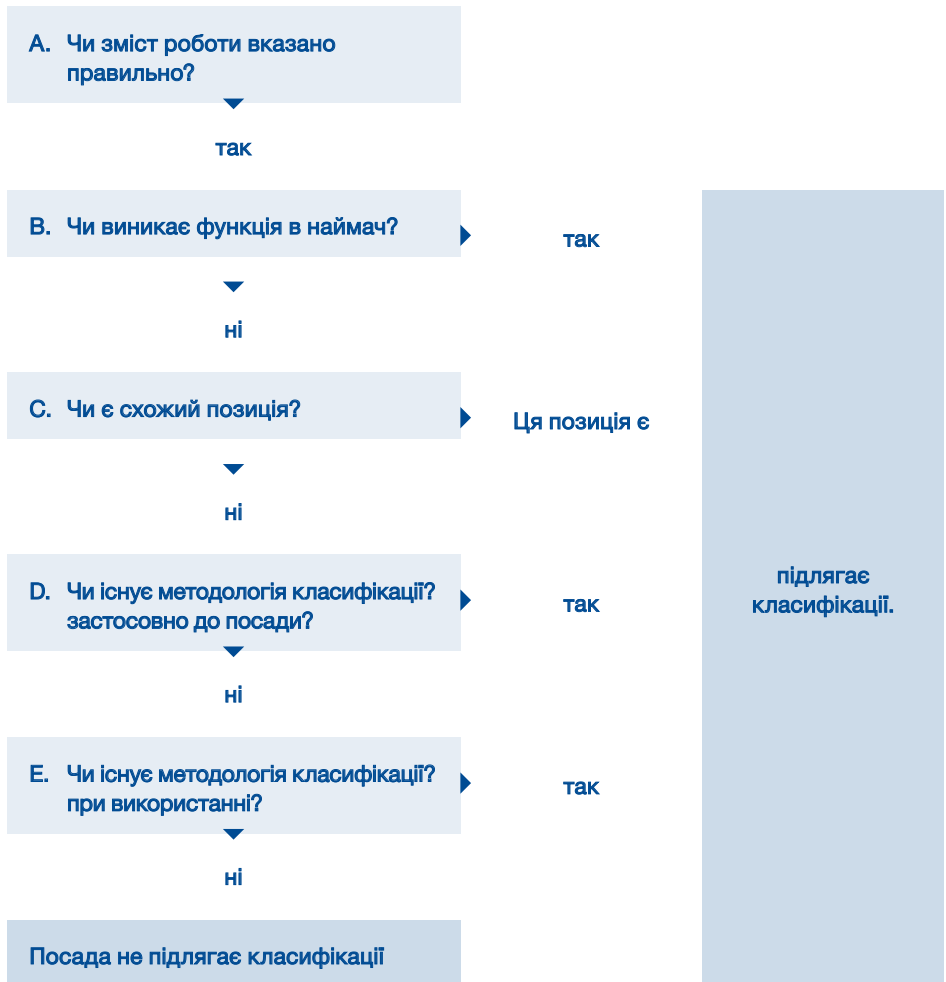 A. Чи зміст роботи вказано
правильно?
так
B. Чи виникає функція в наймач?
так
ні
C. Чи є схожий позиція?
Ця позиція є
ні
D. Чи існує методологія класифікації?
застосовно до посади?
так
підлягає
класифікації.
ні
E. Чи існує методологія класифікації?
при використанні?
так
ні
Посада не підлягає класифікації